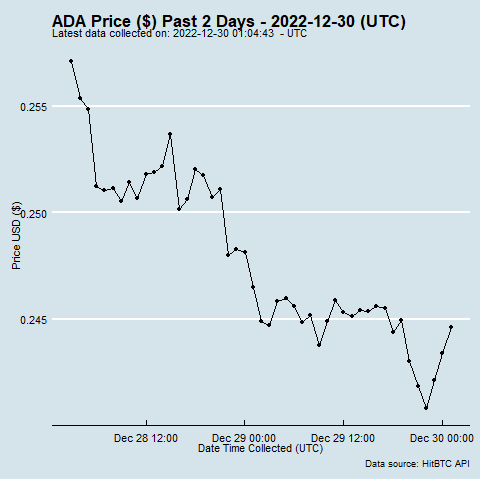 ADA Price ($) Past 2 Days - 2022-12-30 (UTC)
Latest data collected on: 2022-12-30 01:04:43  - UTC
0.255
0.250
0.245
Price USD ($)
Dec 28 12:00
Dec 29 00:00
Dec 29 12:00
Dec 30 00:00
Date Time Collected (UTC)
Data source: HitBTC API